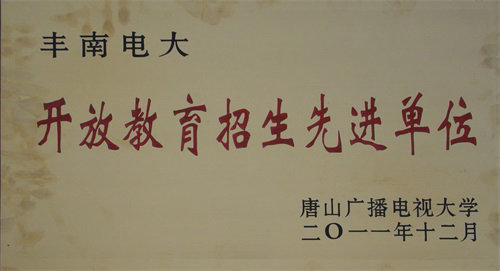 丰南电大
开放教育招生先进单位
唐山广播电视大学
二〇一一年十二月